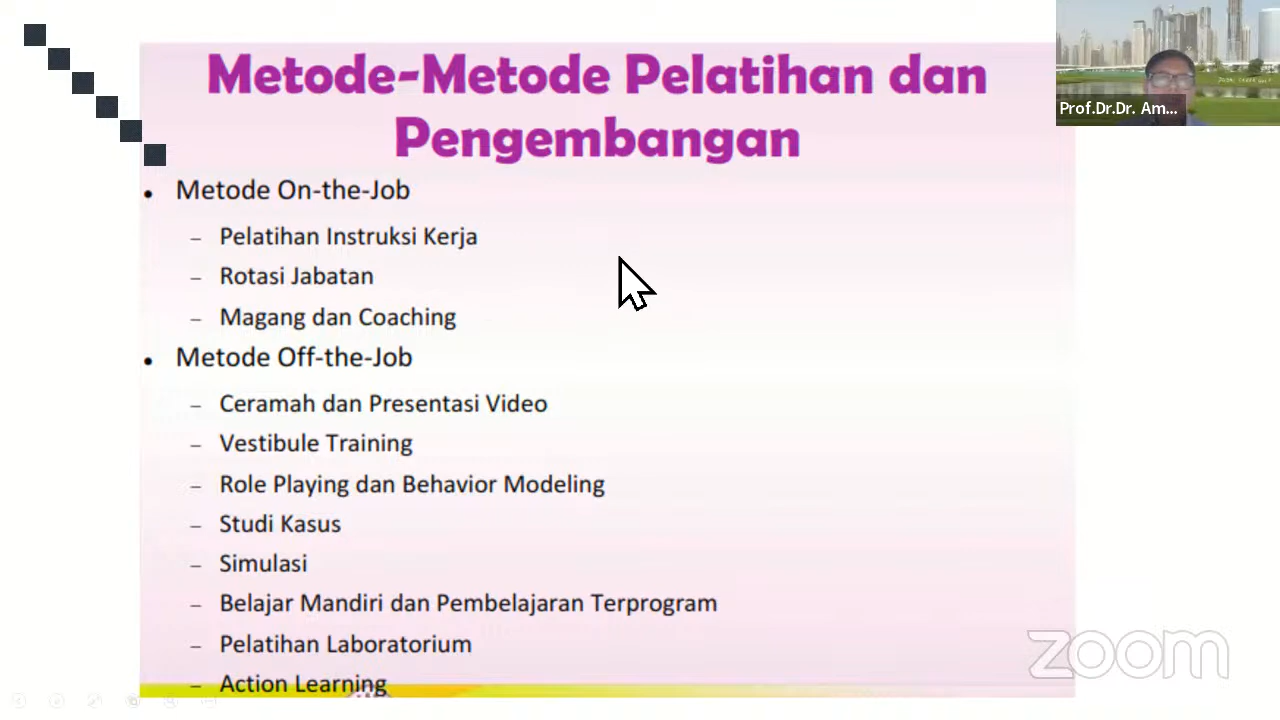 Metode-Metode Pelatihan dan
Pengembangan
Prof.Dr.Dr. Am...
• Metode On-the-Job
– Pelatihan Instruksi Kerja
– Rotasi Jabatan
– Magang dan Coaching
• Metode Off-the-Job
– Ceramah dan Presentasi Video
– Vestibule Training
– Role Playing dan Behavior Modeling
– Studi Kasus
– Simulasi
– Belajar Mandiri dan Pembelajaran Terprogram
– Pelatihan Laboratorium
– Action Learning
zoom